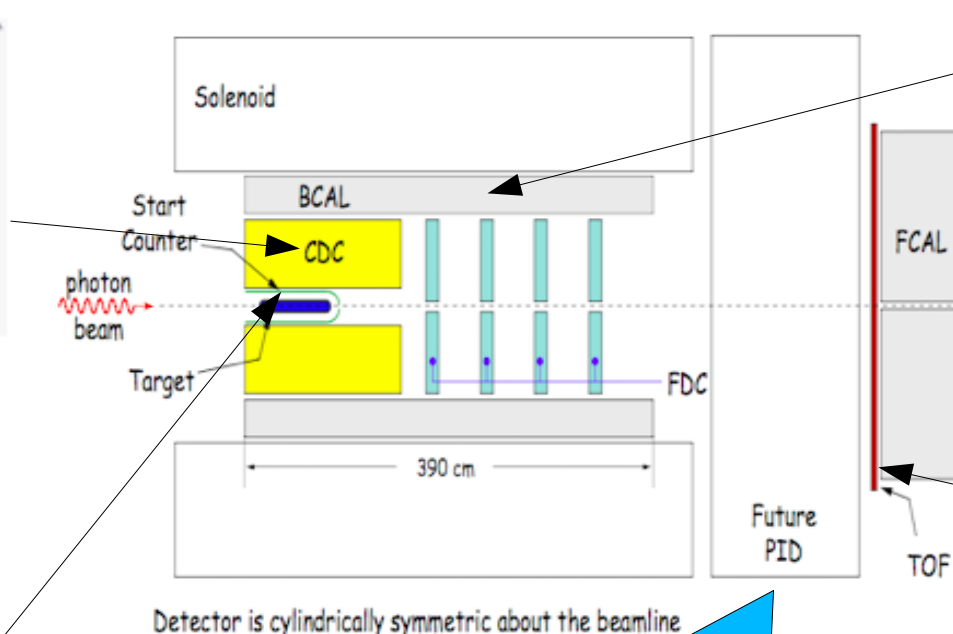 Solenoid
BCAL
Start
Counter
CDC
FCAL
photon
beam
Target
FDC
390 cm
Future
PID
TOF
Detector is cylindrically symmetric about the beamline